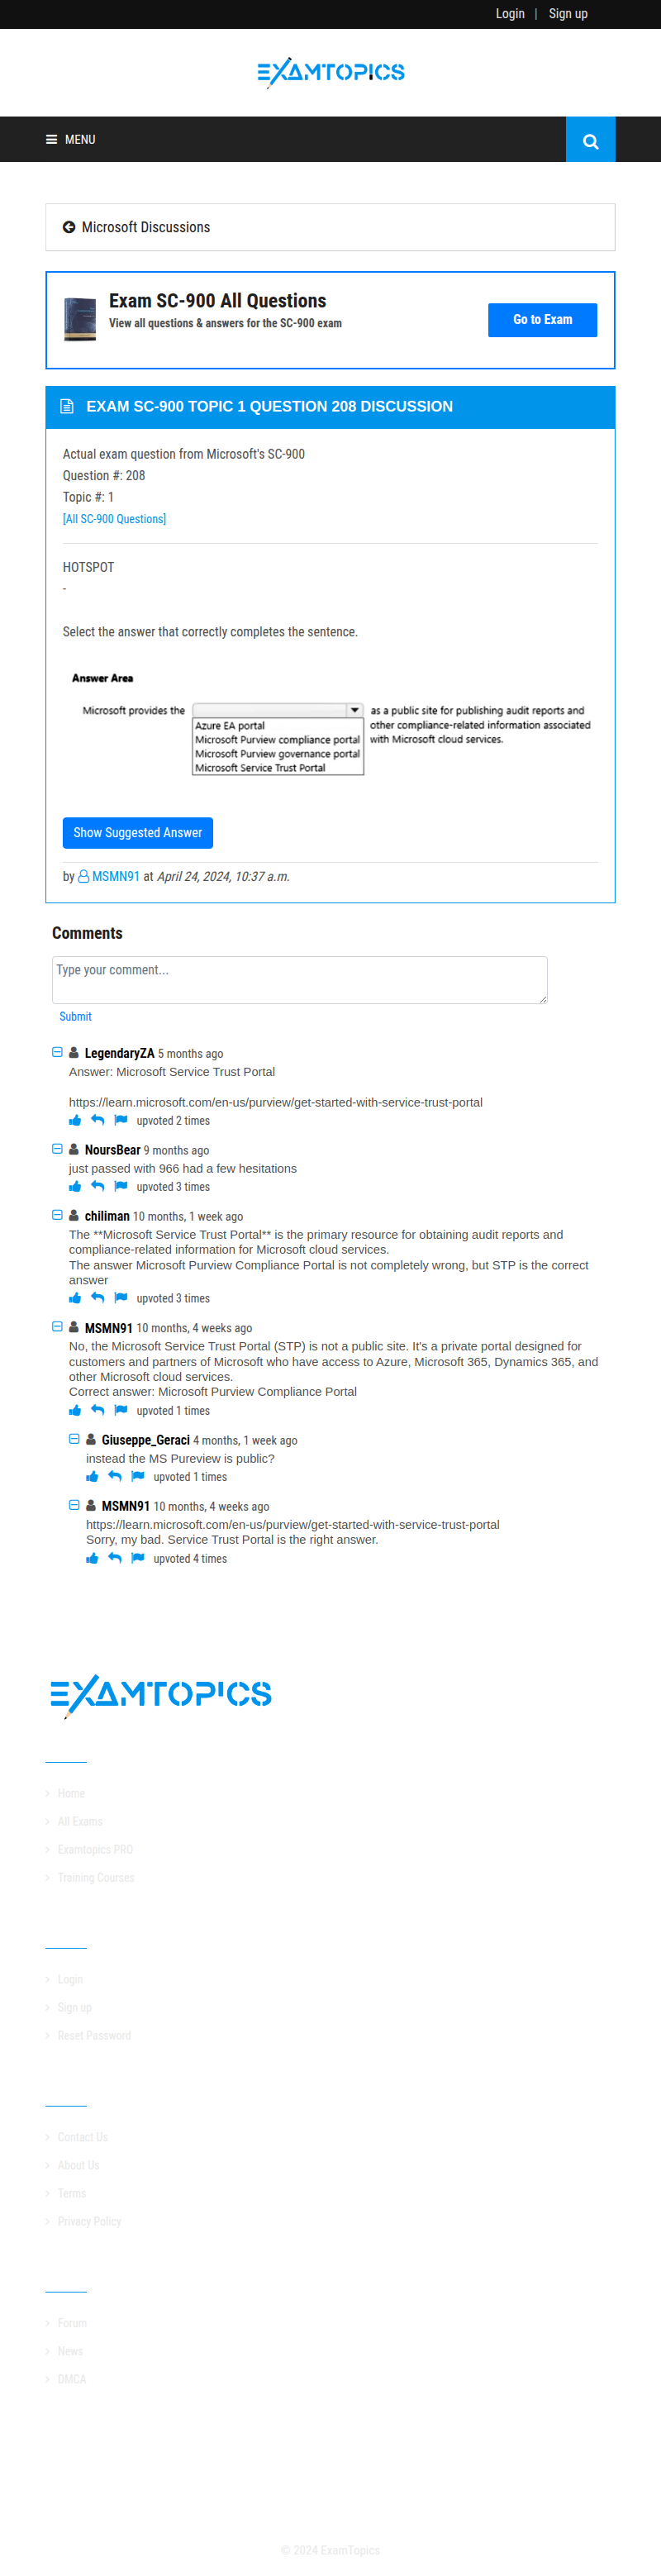 Login | Sign up
EXAMTOPICS
MENU
Microsoft Discussions
Exam SC-900 All Questions
View all questions & answers for the SC-900 exam
Go to Exam
EXAM SC-900 TOPIC 1 QUESTION 208 DISCUSSION
Actual exam question from Microsoft's SC-900
Question #: 208
Topic #: 1
[All SC-900 Questions]
HOTSPOT
-
Select the answer that correctly completes the sentence.
Answer Area
Microsoft provides the
Azure EA portal
Microsoft Purview compliance portal
Microsoft Purview governance portal
Microsoft Service Trust Portal
as a public site for publishing audit reports and
other compliance-related information associated
with Microsoft cloud services.
Show Suggested Answer
by MSMN91 at April 24, 2024, 10:37 a.m.
Comments
Type your comment...
Submit
LegendaryZA 5 months ago
Answer: Microsoft Service Trust Portal
https://learn.microsoft.com/en-us/purview/get-started-with-service-trust-portal
upvoted 2 times
NoursBear 9 months ago
just passed with 966 had a few hesitations
upvoted 3 times
chiliman 10 months, 1 week ago
The **Microsoft Service Trust Portal** is the primary resource for obtaining audit reports and
compliance-related information for Microsoft cloud services.
The answer Microsoft Purview Compliance Portal is not completely wrong, but STP is the correct
answer
upvoted 3 times
MSMN91 10 months, 4 weeks ago
No, the Microsoft Service Trust Portal (STP) is not a public site. It's a private portal designed for
customers and partners of Microsoft who have access to Azure, Microsoft 365, Dynamics 365, and
other Microsoft cloud services.
Correct answer: Microsoft Purview Compliance Portal
upvoted 1 times
Giuseppe_Geraci 4 months, 1 week ago
instead the MS Pureview is public?
upvoted 1 times
MSMN91 10 months, 4 weeks ago
https://learn.microsoft.com/en-us/purview/get-started-with-service-trust-portal
Sorry, my bad. Service Trust Portal is the right answer.
upvoted 4 times
EXAMTOPICS
Home
All Exams
Examtopics PRO
Training Courses
Login
Sign up
Reset Password
Contact Us
About Us
Terms
Privacy Policy
Forum
News
DMCA
© 2024 ExamTopics